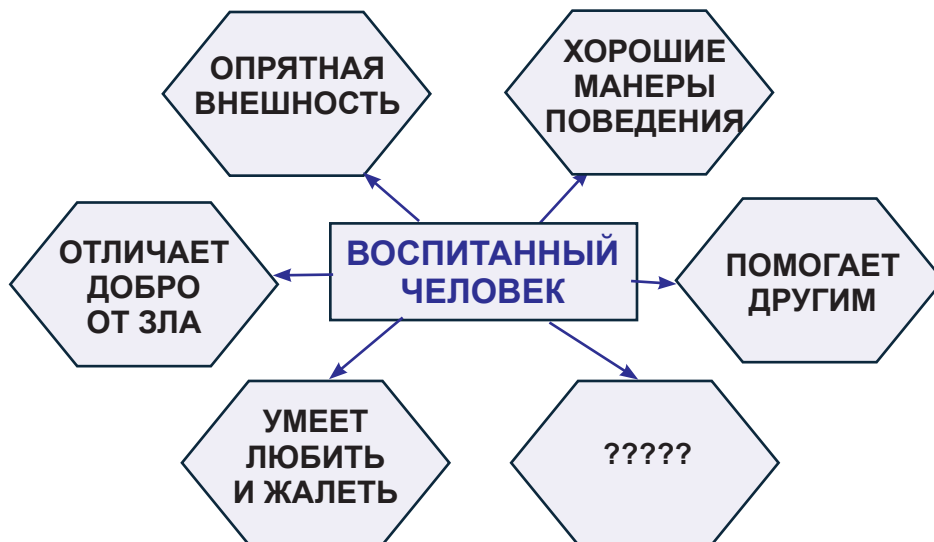 ОПРЯТНАЯ
ВНЕШНОСТЬ
ХОРОШИЕ
МАНЕРЫ
ПОВЕДЕНИЯ
ОТЛИЧАЕТ
ДОБРО
ОТ ЗЛА
ВОСПИТАННЫЙ
ЧЕЛОВЕК
ПОМОГАЕТ
ДРУГИМ
УМЕЕТ
ЛЮБИТЬ
И ЖАЛЕТЬ
?????